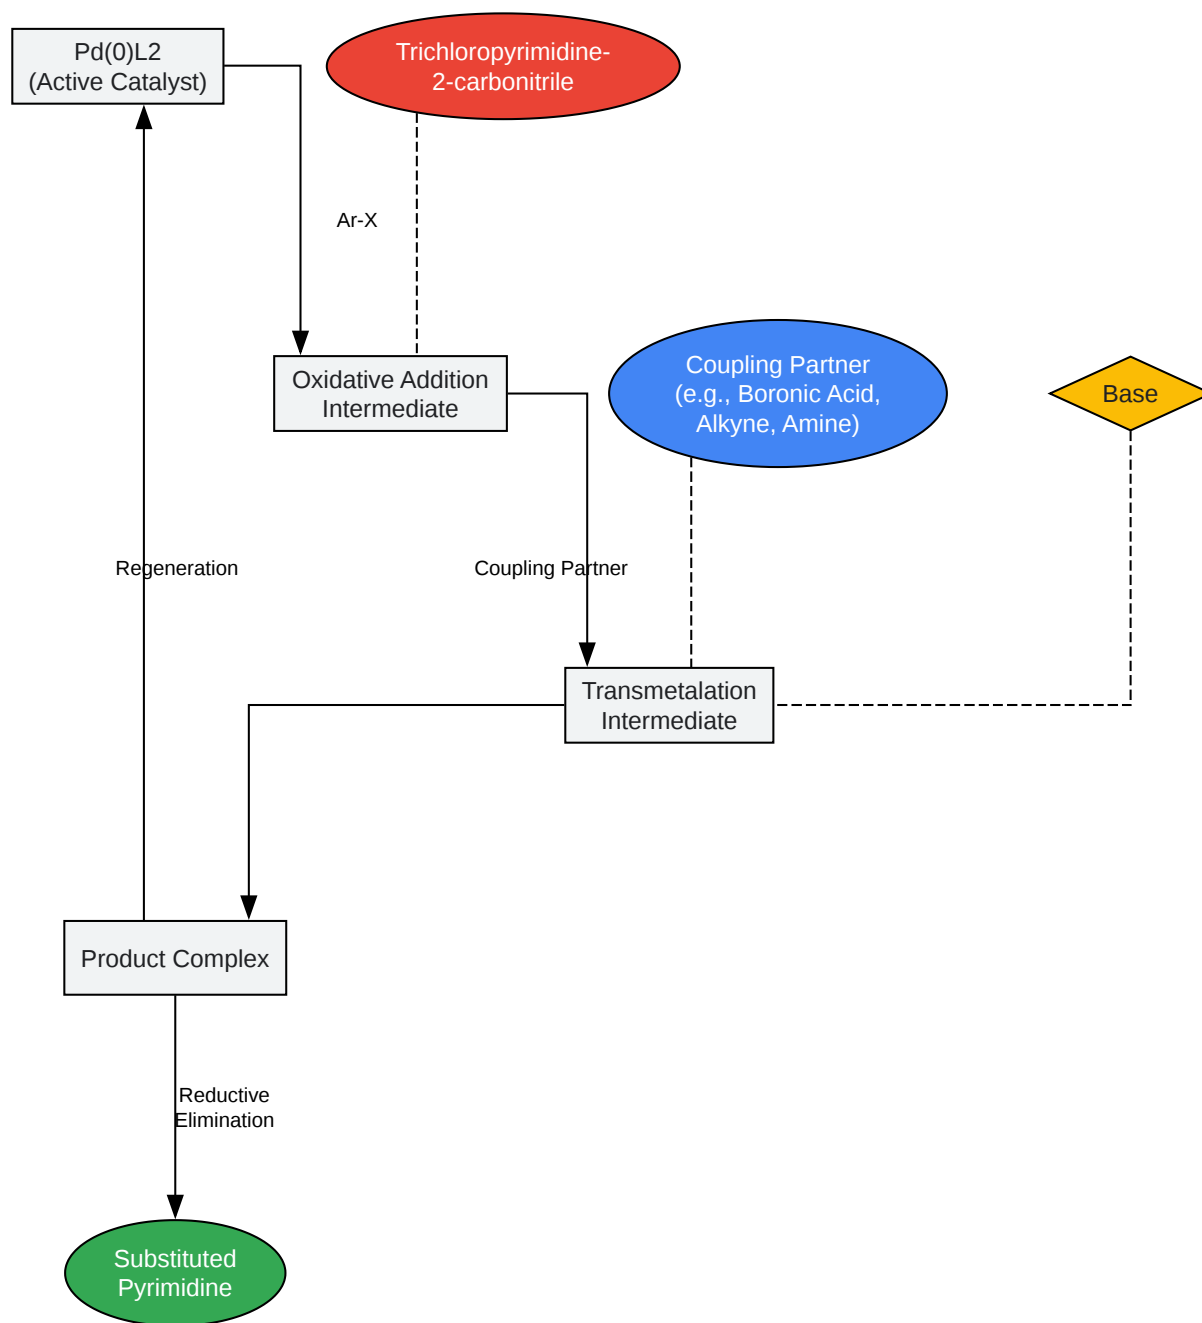 Pd(0)L2
(Active Catalyst)
Trichloropyrimidine-
2-carbonitrile
Ar-X
Oxidative Addition
Intermediate
Coupling Partner
(e.g., Boronic Acid,
Alkyne, Amine)
Base
Regeneration
Coupling Partner
Transmetalation
Intermediate
Product Complex
Reductive
Elimination
Substituted
Pyrimidine